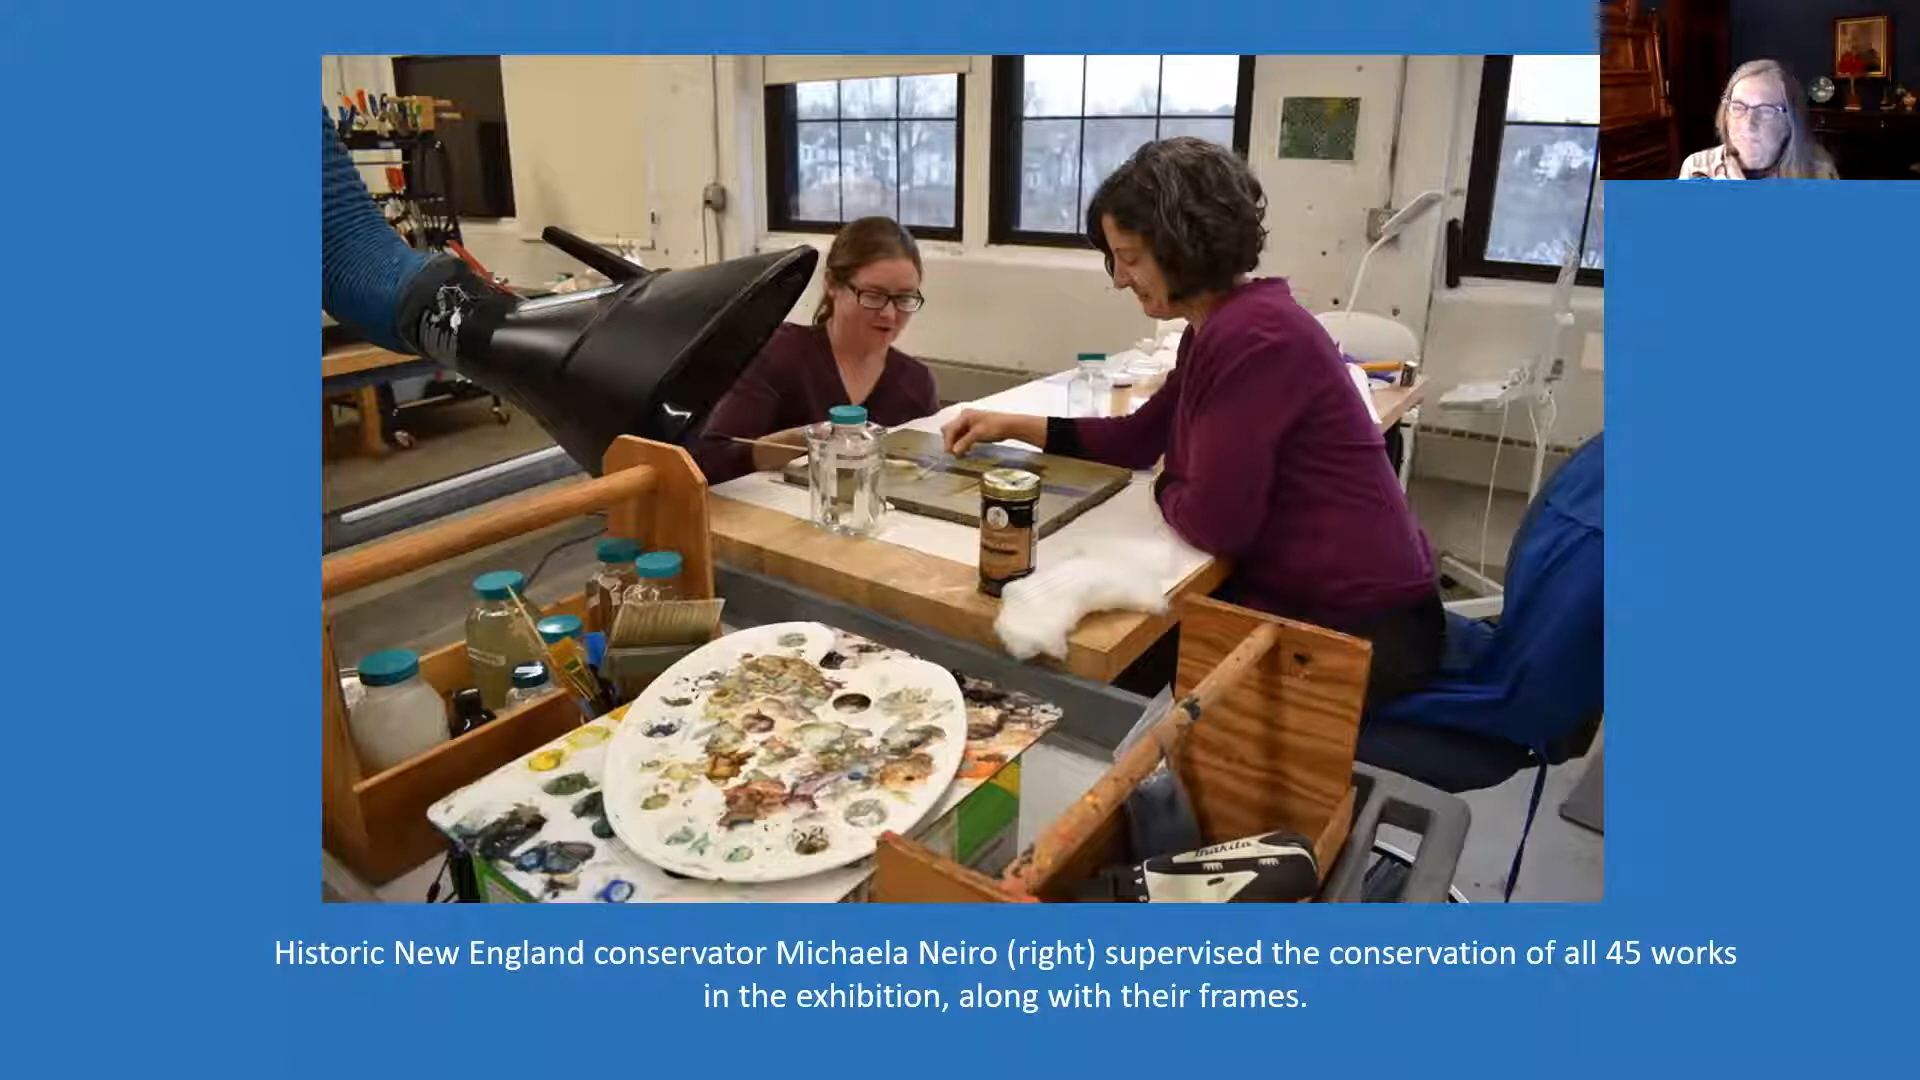 makita
Historic New England conservator Michaela Neiro (right) supervised the conservation of all 45 works
in the exhibition, along with their frames.